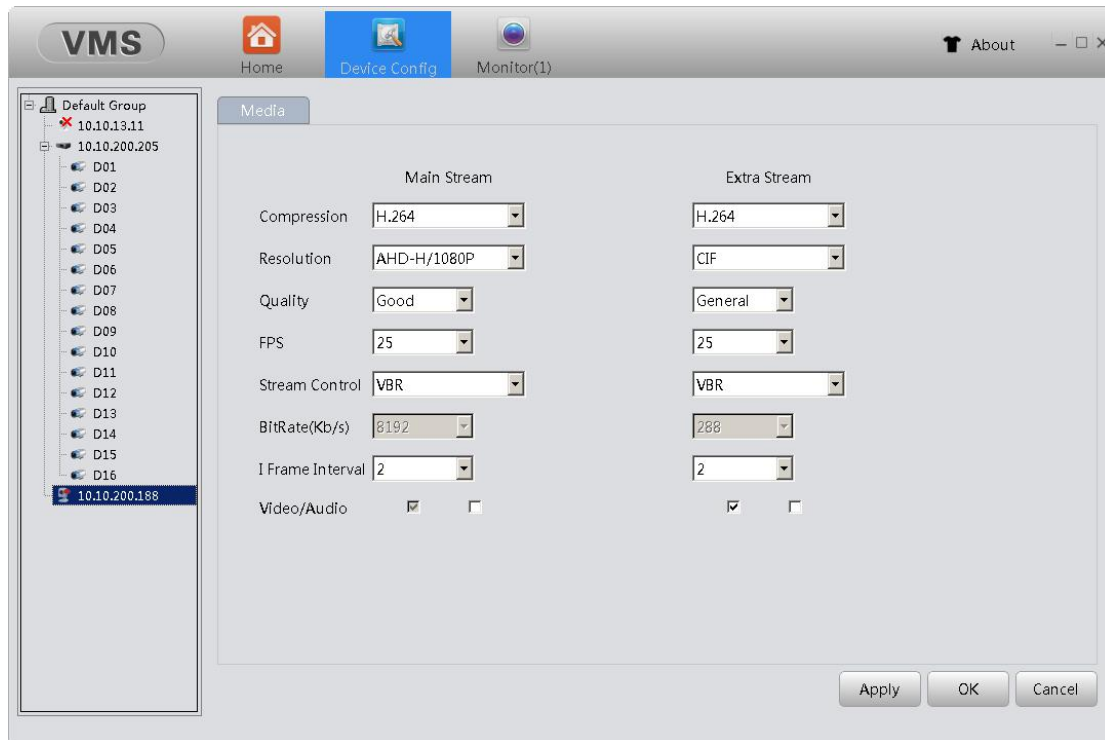 VMS
Home
Device Config
Monitor(1)
About
Default Group
10.10.13.11
10.10.200.205
D01
D02
D03
D04
D05
D06
D07
D08
D09
D10
D11
D12
D13
D14
D15
D16
10.10.200.188
Media
Main Stream Extra Stream
Compression H.264 H.264
Resolution AHD-H/1080P CIF
Quality Good General
FPS 25 25
Stream Control VBR VBR
BitRate(Kb/s) 8192 288
I Frame Interval 2 2
Video/Audio
Apply OK Cancel